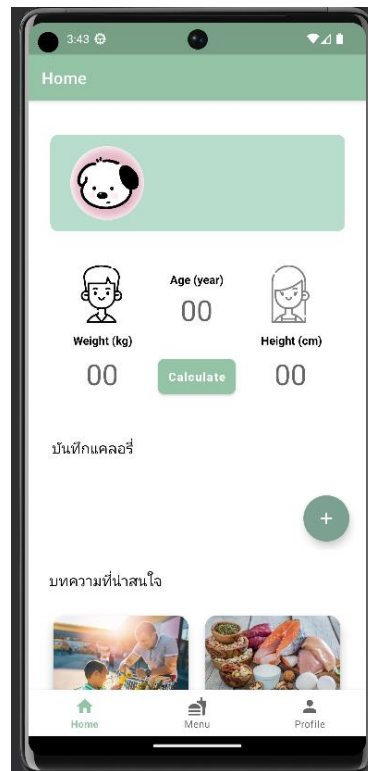 3:43
Home
Age (year)
00
Weight (kg)
Height (cm)
00
Calculate
00
บันทึกแคลอรี่
+
บทความที่น่าสนใจ
Home
Menu
Profile